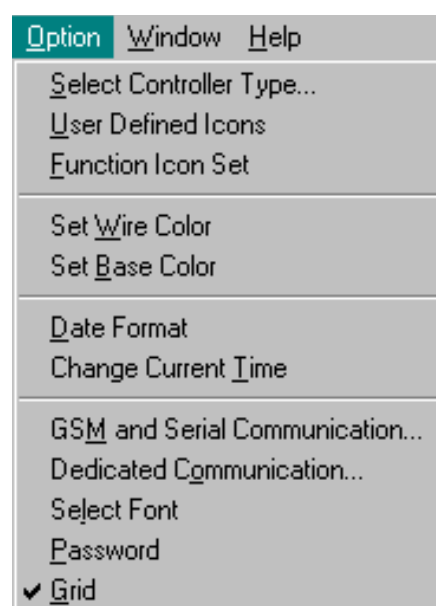 Option Window Help
Select Controller Type...
User Defined Icons
Function Icon Set
Set Wire Color
Set Base Color
Date Format
Change Current Time
GSM and Serial Communication...
Dedicated Communication...
Select Font
Password
Grid